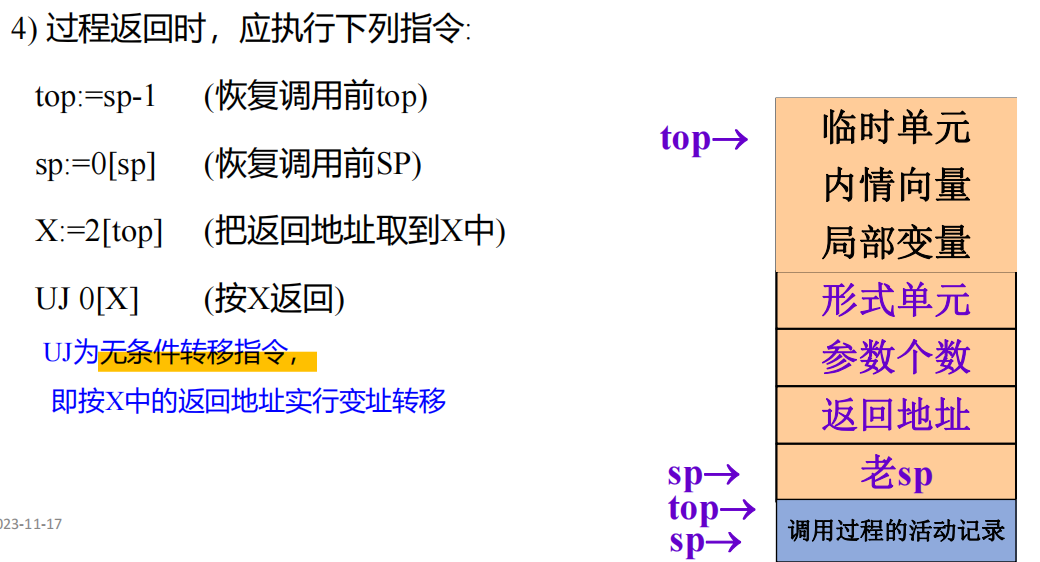 4) 过程返回时，应执行下列指令:
top:=sp-1 (恢复调用前top)
sp:=0[sp] (恢复调用前SP)
X:=2[top] (把返回地址取到X中)
UJ 0[X] (按X返回)
UJ为无条件转移指令，
即按X中的返回地址实行变址转移
023-11-17
top→
临时单元
内情向量
局部变量
形式单元
参数个数
返回地址
sp→
老sp
top→
sp→
调用过程的活动记录